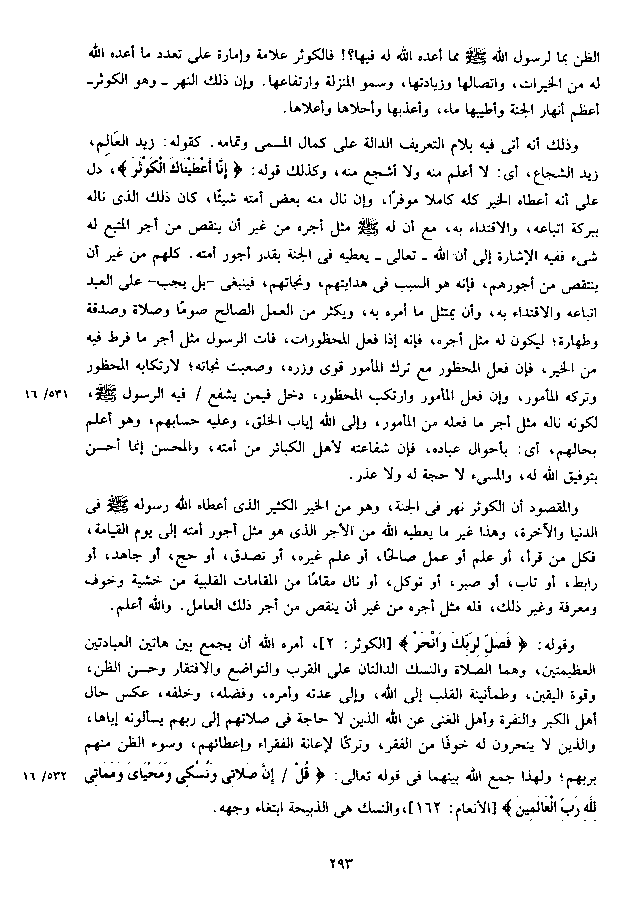 الظن بما لرسول الله ﷺ مما أعده الله له فيها؟! فالكوثر علامة وإمارة على تعدد ما أعده الله
له من الخيرات، واتصالها وزيادتها، وسمو المنزلة وارتفاعها. وإن ذلك النهر ـ وهو الكوثر ـ
أعظم أنهار الجنة وأطيبها ماء، وأعذبها وأحلاها وأعلاها.
وذلك أنه أتى فيه بلام التعريف الدالة على كمال المسمى وتمامه. كقوله: زيد العالِم،
زيد الشجاع، أى: لا أعلم منه ولا أشجع منه، وكذلك قوله: ﴿ إِنَّا أَعْطَيْنَاكَ الْكَوْثَرَ ﴾، دل
على أنه أعطاه الخير كله كاملا موفرًا، وإن نال منه بعض أمته شيئًا، كان ذلك الذى ناله
ببركة اتباعه، والاقتداء به، مع أن له ﷺ مثل أجره من غير أن ينقص من أجر المتبع له
شىء ففيه الإشارة إلى أن الله ـ تعالى ـ يعطيه فى الجنة بقدر أجور أمته. كلهم من غير أن
ينتقص من أجورهم، فإنه هو السبب فى هدايتهم، ونجاتهم، فينبغى -بل يجب- على العبد
اتباعه والاقتداء به، وأن يمتثل ما أمره به، ويكثر من العمل الصالح صومًا وصلاة وصدقة
وطهارة؛ ليكون له مثل أجره، فإنه إذا فعل المحظورات، فات الرسول مثل أجر ما فرط فيه
من الخير، فإن فعل المحظور مع ترك المأمور قوى وزره، وصعبت نجاته؛ لارتكابه المحظور
وتركه المأمور، وإن فعل المأمور وارتكب المحظور، دخل فيمن يشفع / فيه الرسول ﷺ، ١٦/٥٣١
لكونه ناله مثل أجر ما فعله من المأمور، وإلى الله إياب الخلق، وعليه حسابهم، وهو أعلم
بحالهم، أى: بأحوال عباده، فإن شفاعته لأهل الكبائر من أمته، والمحسن إنما أحسن
بتوفيق الله له، والمسىء لا حجة له ولا عذر.
والمقصود أن الكوثر نهر فى الجنة، وهو من الخير الكثير الذى أعطاه الله رسوله ﷺ فى
الدنيا والآخرة، وهذا غير ما يعطيه الله من الأجر الذى هو مثل أجور أمته إلى يوم القيامة،
فكل من قرأ، أو علم أو عمل صالحًا، أو علم غيره، أو تصدق، أو حج، أو جاهد، أو
رابط، أو تاب، أو صبر، أو توكل، أو نال مقامًا من المقامات القلبية من خشية وخوف
ومعرفة وغير ذلك، فله مثل أجره من غير أن ينقص من أجر ذلك العامل. والله أعلم.
وقوله: ﴿ فَصَلِّ لِرَبِّكَ وَانْحَرْ ﴾ [الكوثر: ٢]، أمره الله أن يجمع بين هاتين العبادتين
العظيمتين، وهما الصلاة والنسك الدالتان على القرب والتواضع والافتقار وحسن الظن،
وقوة اليقين، وطمأنينة القلب إلى الله، وإلى عدته وأمره، وفضله، وخلفه، عكس حال
أهل الكبر والنفرة وأهل الغنى عن الله الذين لا حاجة فى صلاتهم إلى ربهم يسألونه إياها،
والذين لا ينحرون له خوفًا من الفقر، وتركًا لإعانة الفقراء وإعطائهم، وسوء الظن منهم
بربهم؛ ولهذا جمع الله بينهما فى قوله تعالى: ﴿ قُلْ / إِنَّ صَلاتِي وَنُسُكِي وَمَحْيَايَ وَمَمَاتِي ١٦/٥٣٢
لِلَّهِ رَبِّ الْعَالَمِينَ ﴾ [الأنعام: ١٦٢]، والنسك هى الذبيحة ابتغاء وجهه.
٢٩٣